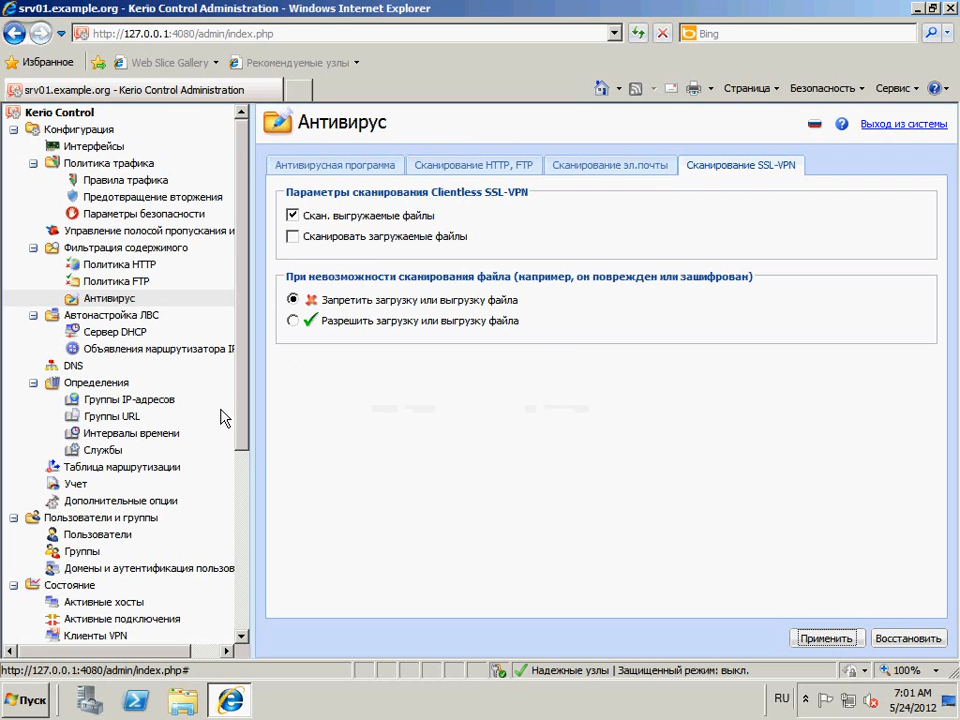 srv01.example.org - Kerio Control Administration - Windows Internet Explorer
http://127.0.0.1:4080/admin/index.php
Bing
Избранное
Web Slice Gallery
Рекомендуемые узлы
srv01.example.org - Kerio Control Administration
Страница
Безопасность
Сервис
Kerio Control
Конфигурация
Интерфейсы
Политика трафика
Правила трафика
Предотвращение вторжения
Параметры безопасности
Управление полосой пропускания и
Фильтрация содержимого
Политика HTTP
Политика FTP
Антивирус
Автонастройка ЛВС
Сервер DHCP
Объявления маршрутизатора IP
DNS
Определения
Группы IP-адресов
Группы URL
Интервалы времени
Службы
Таблица маршрутизации
Учет
Дополнительные опции
Пользователи и группы
Пользователи
Группы
Домены и аутентификация пользов
Состояние
Активные хосты
Активные подключения
Клиенты VPN
Антивирус
Выход из системы
Антивирусная программа
Сканирование HTTP, FTP
Сканирование эл.почты
Сканирование SSL-VPN
Параметры сканирования Clientless SSL-VPN
Скан. выгружаемые файлы
Сканировать загружаемые файлы
При невозможности сканирования файла (например, он поврежден или зашифрован)
Запретить загрузку или выгрузку файла
Разрешить загрузку или выгрузку файла
Применить
Восстановить
http://127.0.0.1:4080/admin/index.php#
Надежные узлы | Защищенный режим: выкл.
100%
Пуск
RU
7:01 AM
5/24/2012